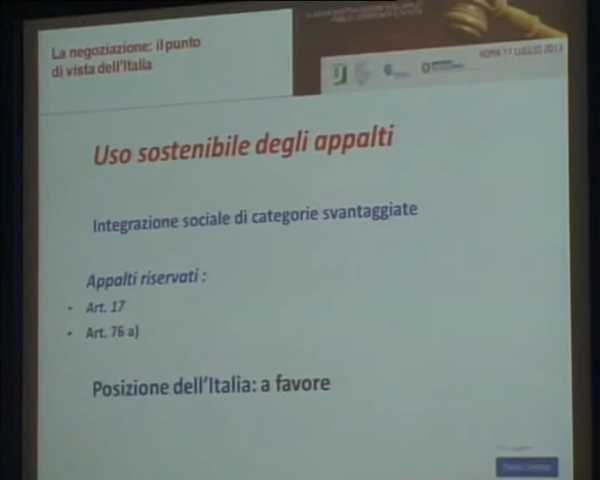 La negoziazione: il punto
di vista dell'Italia
ROMA 11 LUGLIO 2013
Uso sostenibile degli appalti
Integrazione sociale di categorie svantaggiate
Appalti riservati :
• Art. 17
• Art. 76 a)
Posizione dell'Italia: a favore